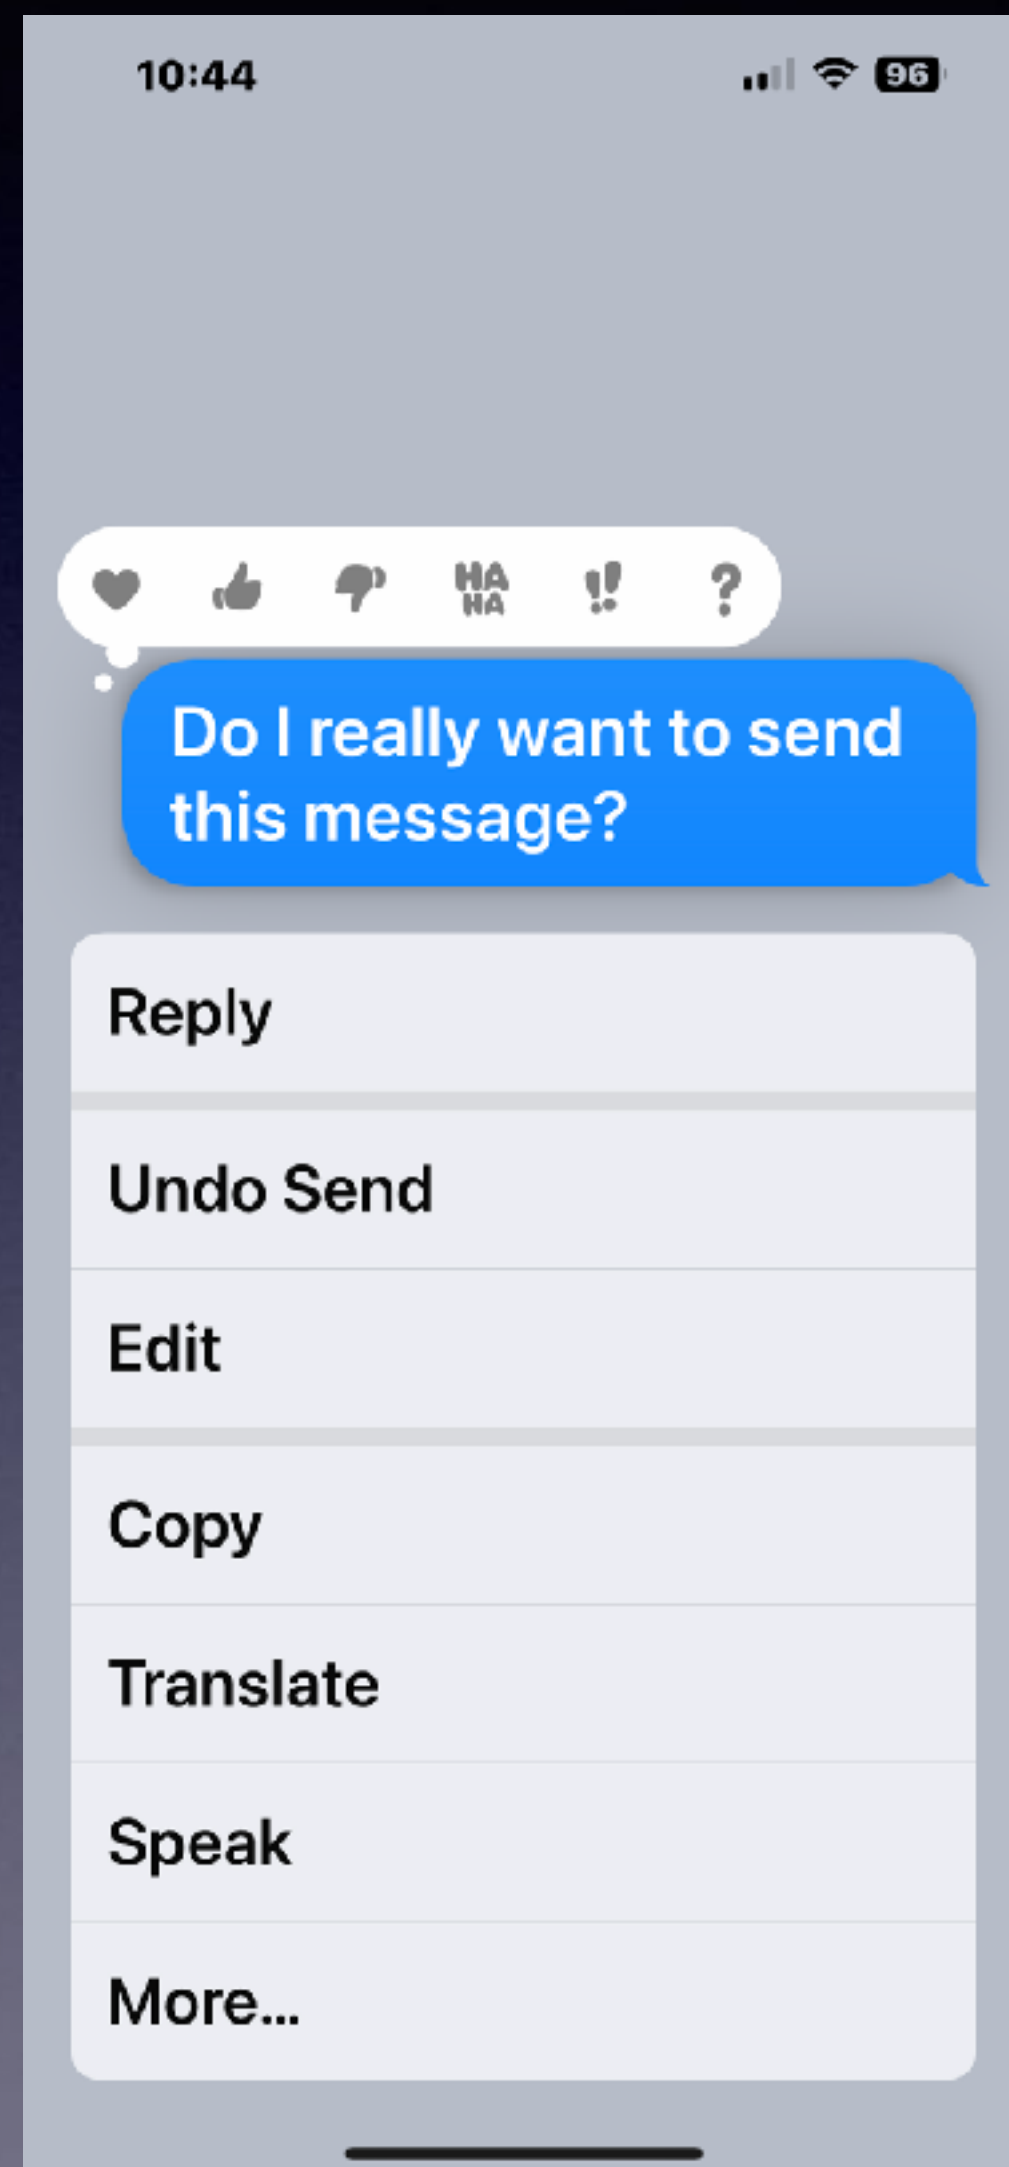 10:44 96
HA
HA
!! ?
Do I really want to send
this message?
Reply
Undo Send
Edit
Copy
Translate
Speak
More...